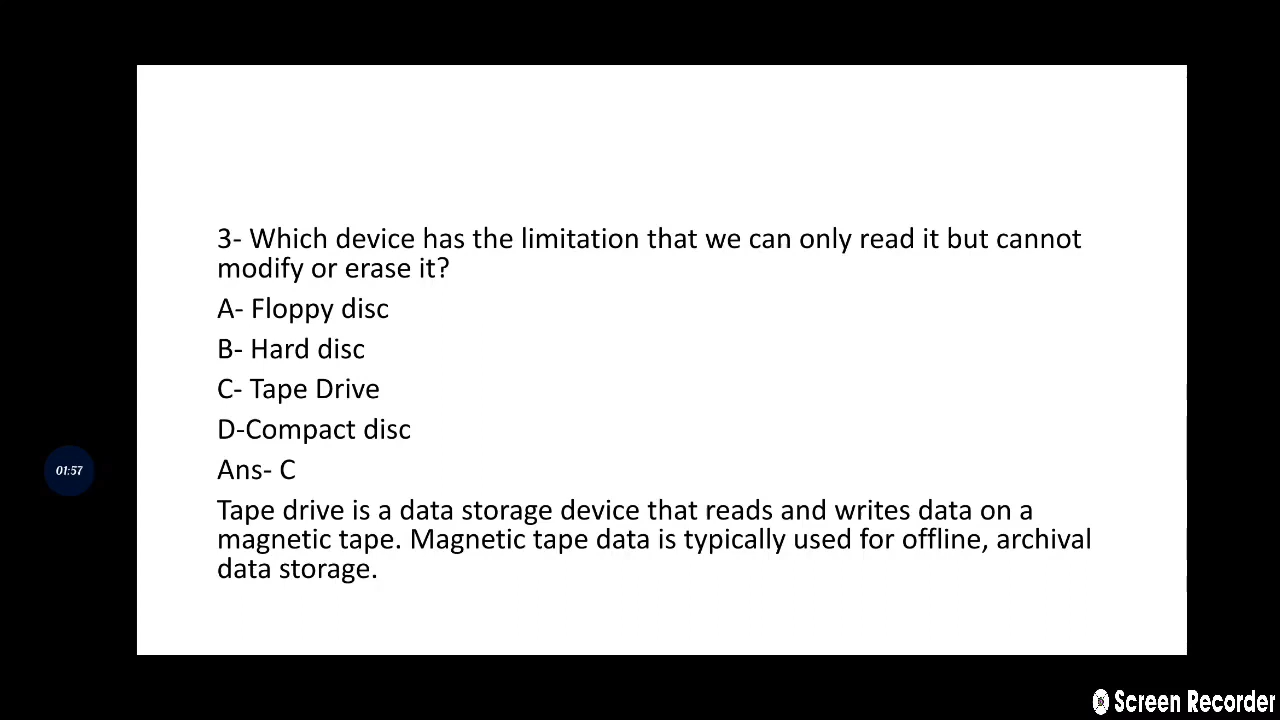 3- Which device has the limitation that we can only read it but cannot
modify or erase it?
A- Floppy disc
B- Hard disc
C- Tape Drive
D-Compact disc
Ans- C
01:57
Tape drive is a data storage device that reads and writes data on a
magnetic tape. Magnetic tape data is typically used for offline, archival
data storage.
Screen Recorder